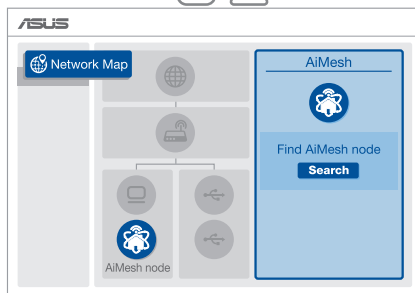 ASUS
Network Map
AiMesh
Find AiMesh node
Search
AiMesh node